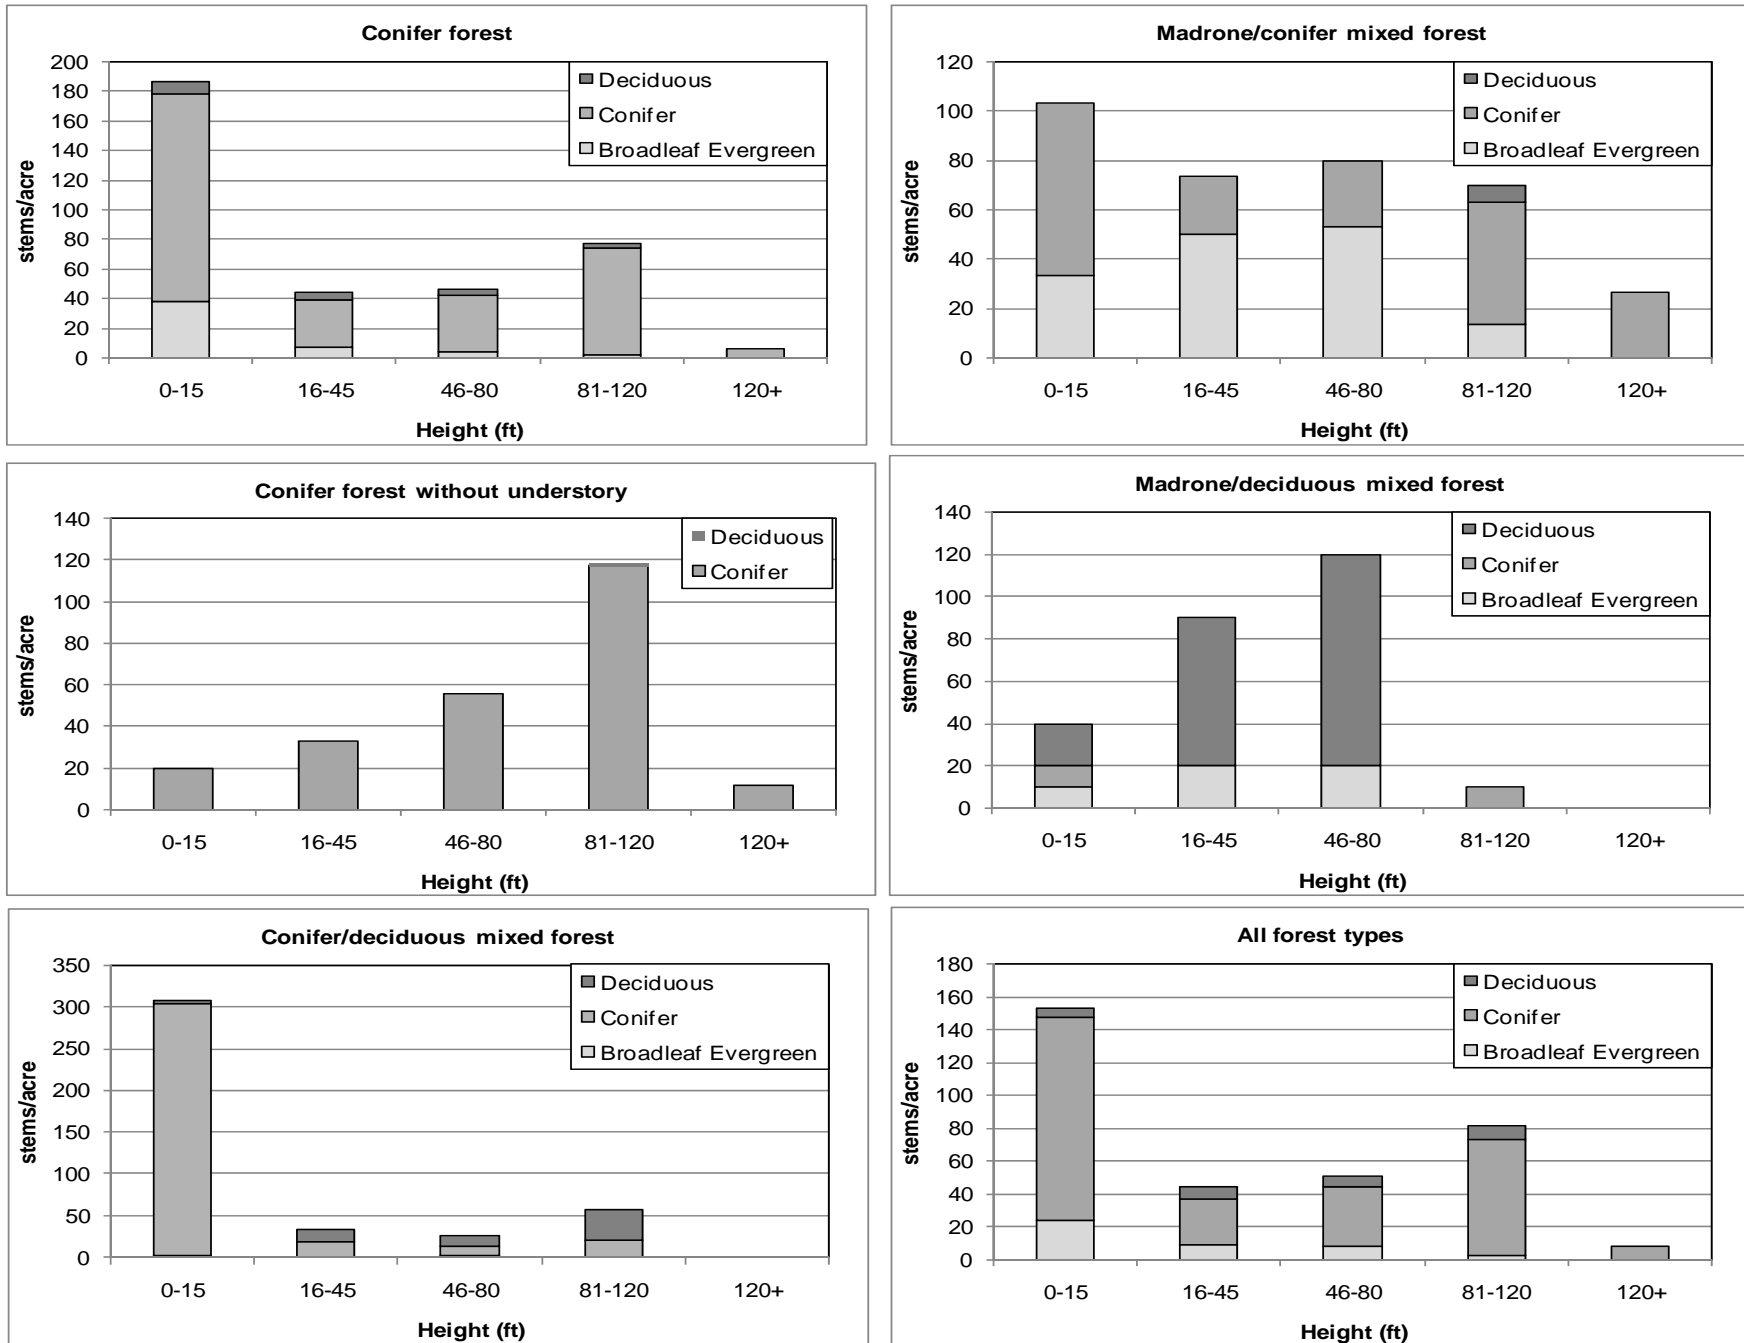 Conifer forest
200
180
160
140
120
100
80
60
40
20
0
stems/acre
Deciduous
Conifer
Broadleaf Evergreen
0-15 16-45 46-80 81-120 120+
Height (ft)
Madrone/conifer mixed forest
120
100
80
60
40
20
0
stems/acre
Deciduous
Conifer
Broadleaf Evergreen
0-15 16-45 46-80 81-120 120+
Height (ft)
Conifer forest without understory
140
120
100
80
60
40
20
0
stems/acre
Deciduous
Conifer
0-15 16-45 46-80 81-120 120+
Height (ft)
Madrone/deciduous mixed forest
140
120
100
80
60
40
20
0
stems/acre
Deciduous
Conifer
Broadleaf Evergreen
0-15 16-45 46-80 81-120 120+
Height (ft)
Conifer/deciduous mixed forest
350
300
250
200
150
100
50
0
stems/acre
Deciduous
Conifer
Broadleaf Evergreen
0-15 16-45 46-80 81-120 120+
Height (ft)
All forest types
180
160
140
120
100
80
60
40
20
0
stems/acre
Deciduous
Conifer
Broadleaf Evergreen
0-15 16-45 46-80 81-120 120+
Height (ft)